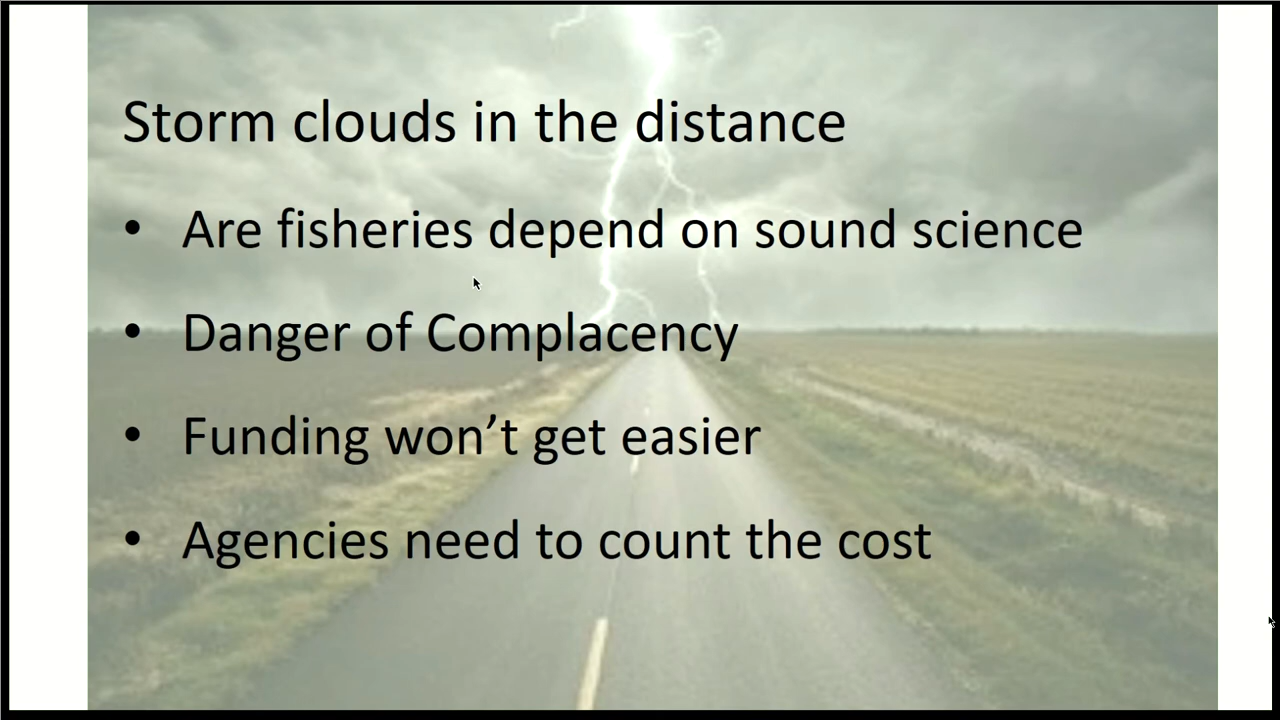 Storm clouds in the distance
• Are fisheries depend on sound science
• Danger of Complacency
• Funding won’t get easier
• Agencies need to count the cost